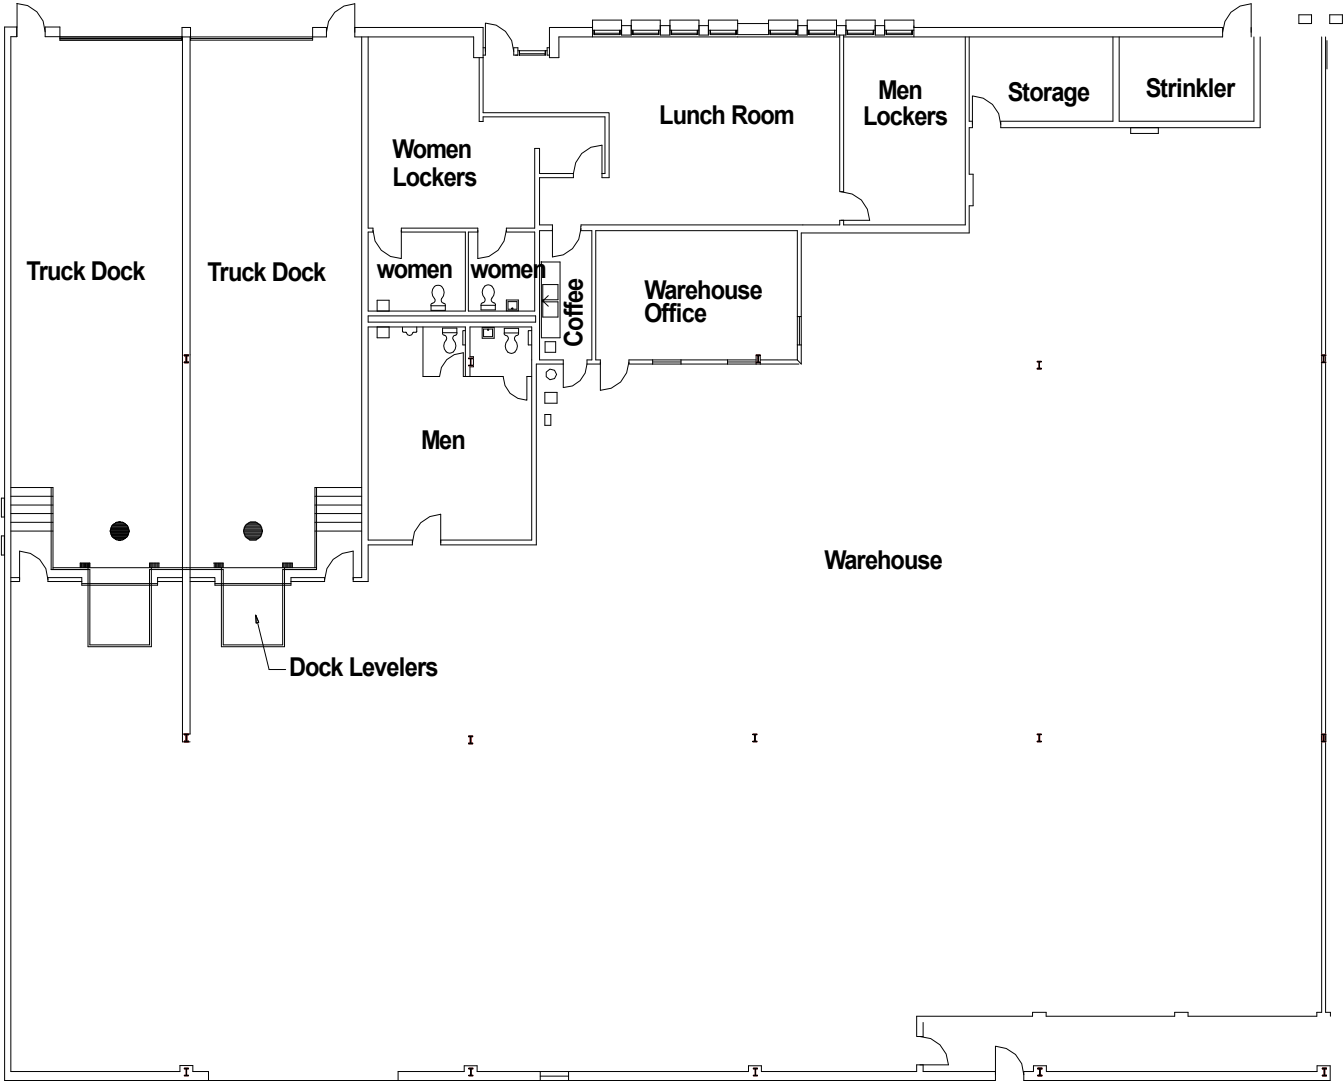 Lunch Room
Men
Lockers
Storage
Strinkler
Women
Lockers
Truck Dock
Truck Dock
women
women
Coffee
Warehouse
Office
Men
Warehouse
Dock Levelers